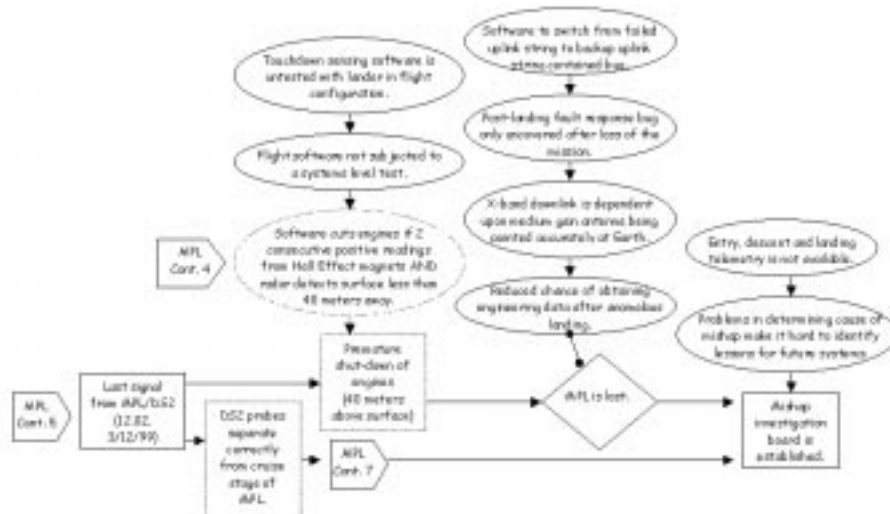 Software to switch from failed
uplink string to backup uplink
string contained bug.
Touchdown sensing software is
untested with lander in flight
configuration.
Post-landing fault response bug
only uncovered after loss of the
mission.
Flight software not subjected to
a systems level test.
X-band downlink is dependent
upon medium gain antenna being
pointed accurately at Earth.
Software cuts engines if 2
consecutive positive readings
from Hall Effect magnets AND
radar detects surface less than
40 meters away.
MPL
Cont. 4
Entry, descent and landing
telemetry is not available.
Reduced chance of obtaining
engineering data after anomalous
landing.
Problems in determining cause of
mishap make it hard to identify
lessons for future systems.
Premature
shut-down of
engines
(40 meters
above surface)
MPL
Cont. 5
Last signal
from MPL/DS2
(12.02,
3/12/99)
MPL is lost.
Mishap
investigation
board is
established.
DS2 probes
separate
correctly
from cruise
stage of
MPL.
MPL
Cont. 7